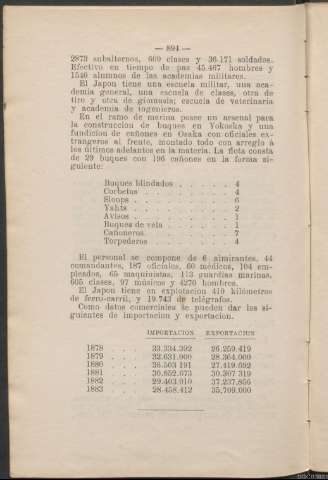 — 894 —
2873 subalternos, 609 clases y 36.171 soldados.
Efectivo en tiempo de paz 45.467 hombres y
1546 alumnos de las academias militares.
El Japon tiene una escuela militar, una aca-
demia general, una escuela de clases, otra de
tiro y otra de gimnasia; escuela de veterinaria
y academia de ingenieros.
En el ramo de marina posee un arsenal para
la construccion de buques en Yokoska y una
fundicion de cañones en Osaka con oficiales ex-
trangeros al frente, montado todo con arreglo á
los últimos adelantos en la materia. La flota consta
de 29 buques con 196 cañones en la forma si-
guiente:
Buques blindados . . . . . . 4
Corbetas . . . . . . . . 4
Sloops . . . . . . . . . 6
Yahts . . . . . . . . . 2
Avisos . . . . . . . . . 1
Buques de vela . . . . . . 1
Cañoneros. . . . . . . . 7
Torpederos . . . . . . . 4
El personal se compone de 6 almirantes, 44
comandantes, 187 oficiales, 60 médicos, 104 em-
pleados, 65 maquinistas, 113 guardias marinas,
605 clases, 97 músicos y 4270 hombres.
El Japon tiene en explotacion 419 kilómetros
de ferro-carril, y 19.743 de telégrafos.
Como datos comerciales se pueden dar los si-
guientes de importacion y exportacion.
IMPORTACION EXPORTACION
1878 . . . 33.334.392 26.259.419
1879 . . . 32.631.000 28.364.000
1880 . . . 36.503 191 27.419.692
1881 . . . 30.852.673 30.307.319
1882 . . . 29.403.010 37.237.855
1883 . . . 28.458.412 35,709.000